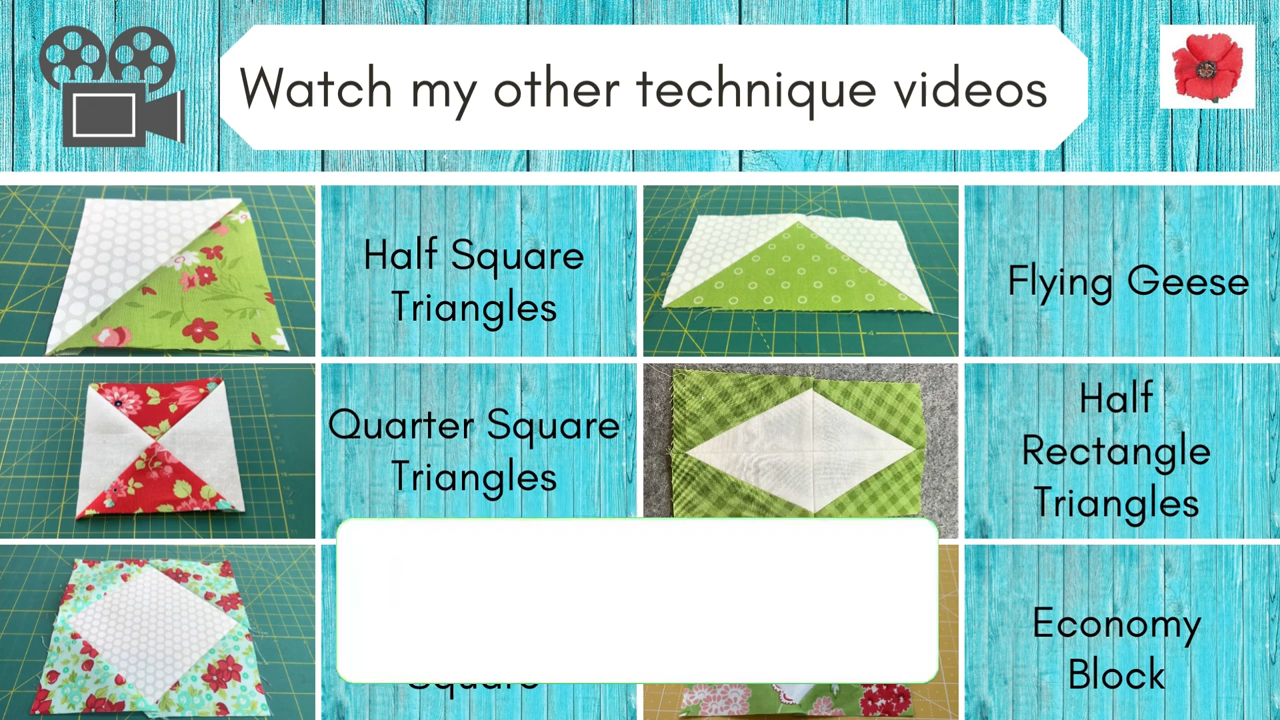 Watch my other technique videos
Half Square
Triangles
Flying Geese
Quarter Square
Triangles
Half
Rectangle
Triangles
Economy
Block